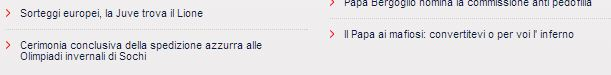 Sorteggi europei, la Juve trova il Lione
Cerimonia conclusiva della spedizione azzurra alle
Olimpiadi invernali di Sochi
Papa Bergoglio nomina la commissione anti pedofilia
Il Papa ai mafiosi: convertitevi o per voi l' inferno